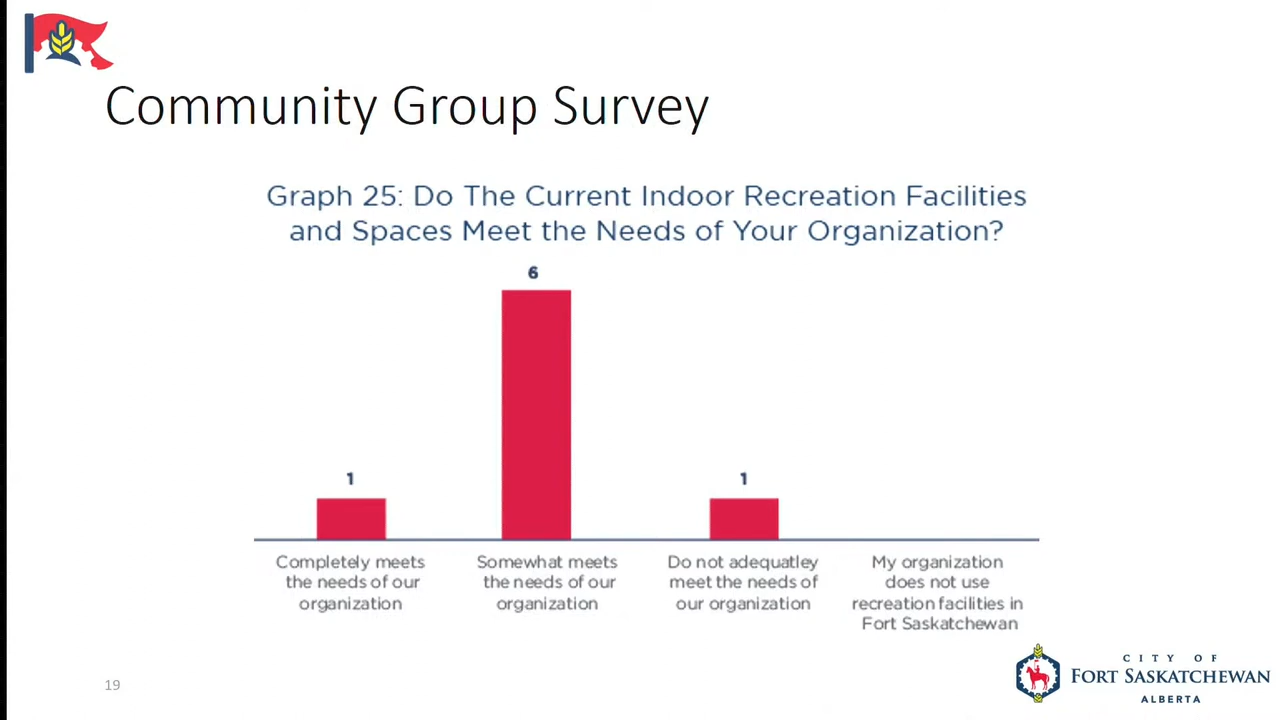 Community Group Survey
Graph 25: Do The Current Indoor Recreation Facilities
and Spaces Meet the Needs of Your Organization?
6
1
1
Completely meets
the needs of our
organization
Somewhat meets
the needs of our
organization
Do not adequatley
meet the needs of
our organization
My organization
does not use
recreation facilities in
Fort Saskatchewan
19
CITY OF
FORT SASKATCHEWAN
ALBERTA